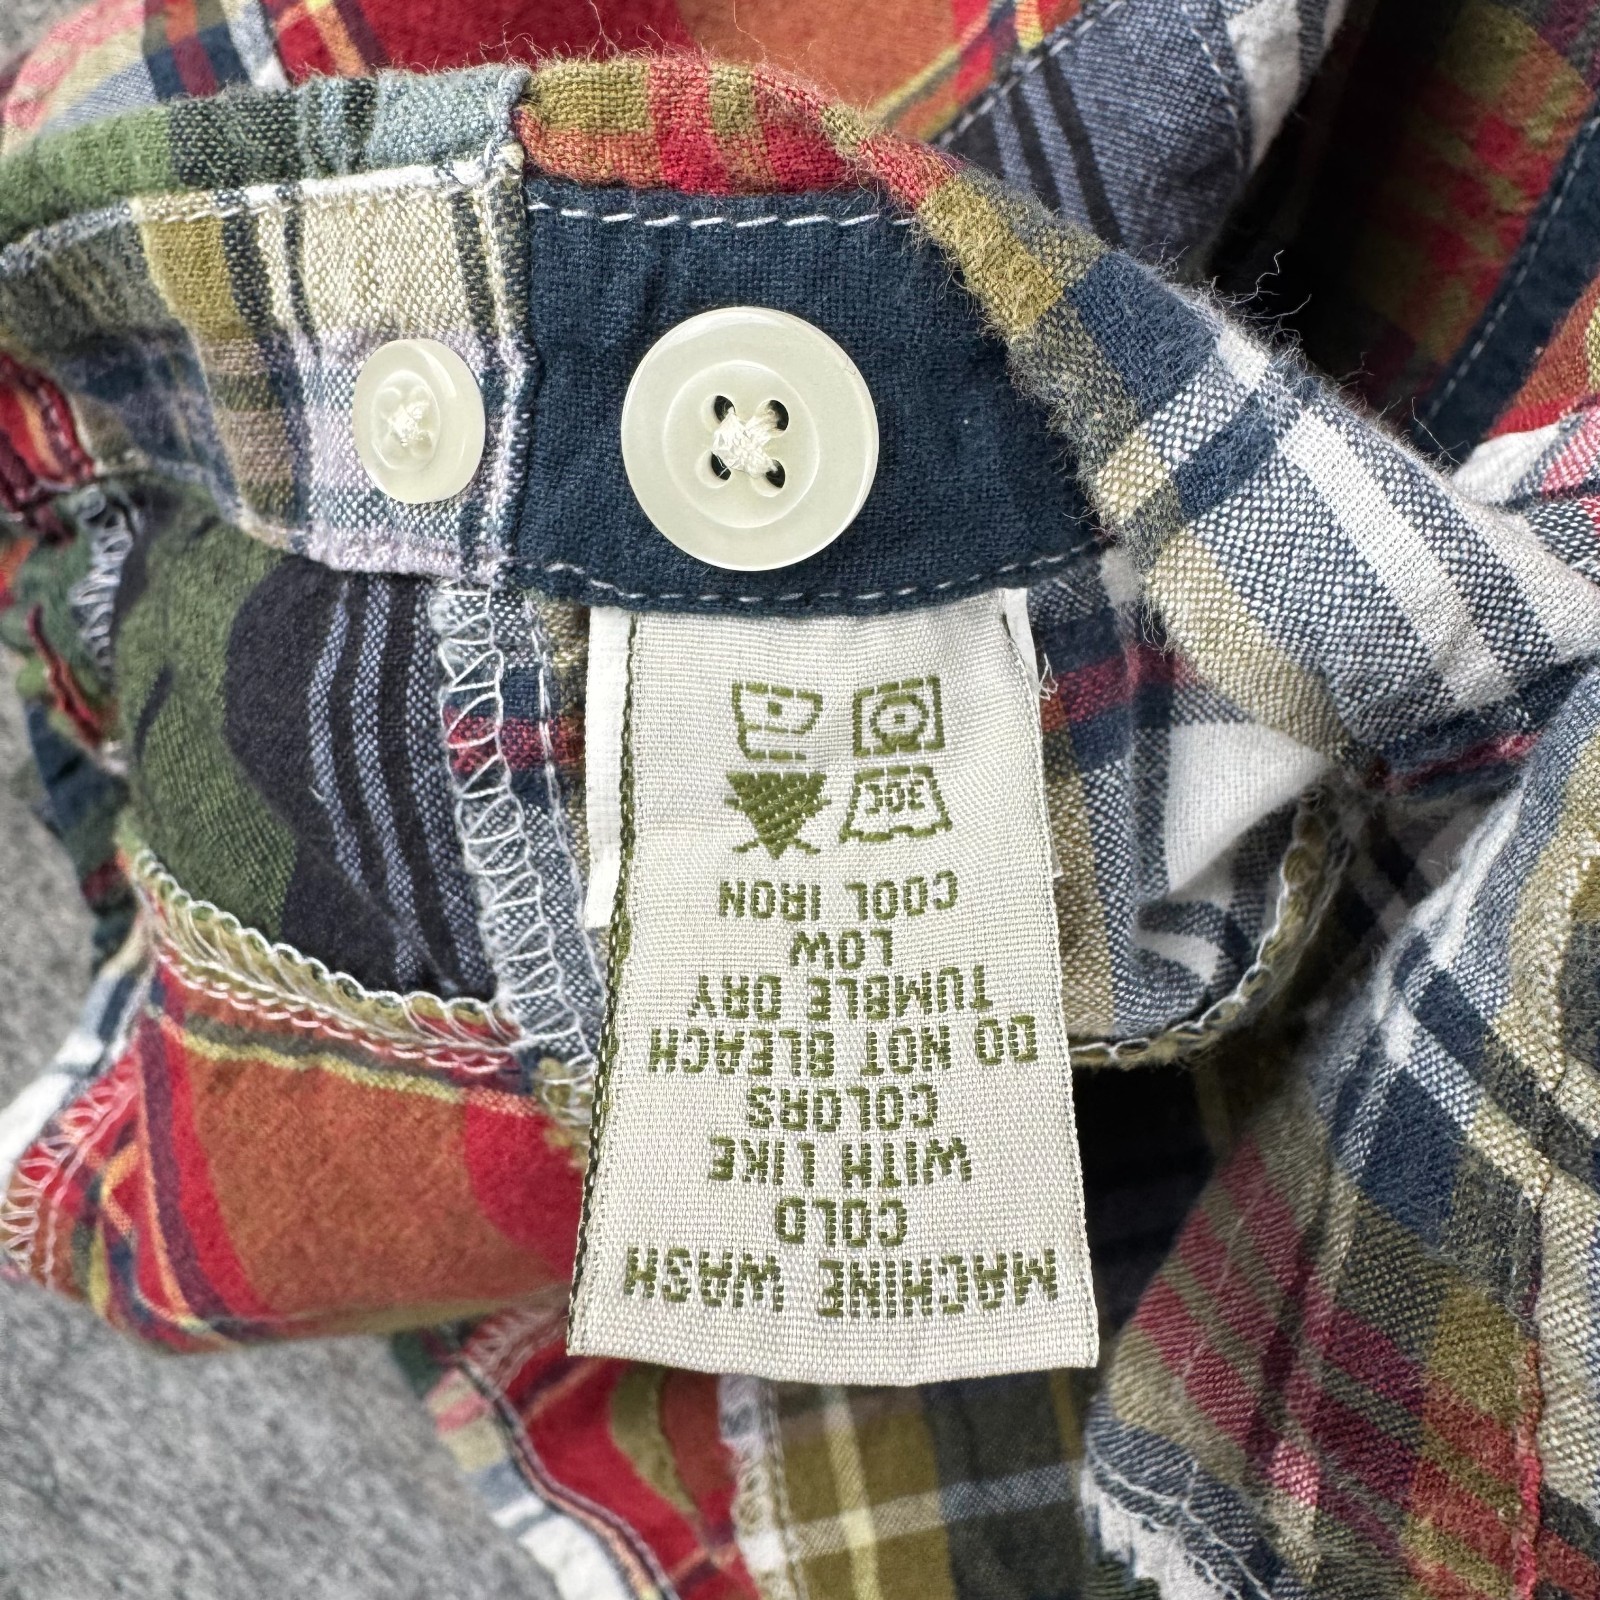 MACHINE WASH
COLD
WITH LIKE
COLORS
DO NOT BLEACH
TUMBLE DRY
LOW
COOL IRON
30C